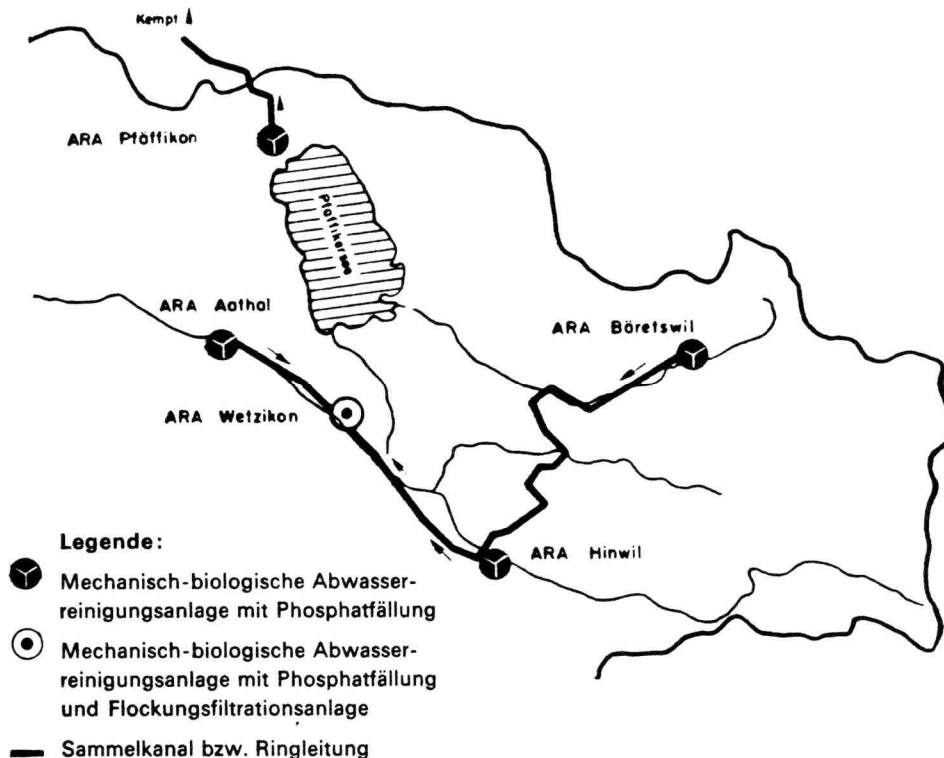 Kempt
ARA Pfäffikon
Pfäffikersee
ARA Aathal
ARA Bäretswil
ARA Wetzikon
ARA Hinwil
Legende:
Mechanisch-biologische Abwasser-
reinigungsanlage mit Phosphatfällung
Mechanisch-biologische Abwasser-
reinigungsanlage mit Phosphatfällung
und Flockungsfiltrationsanlage
Sammelkanal bzw. Ringleitung